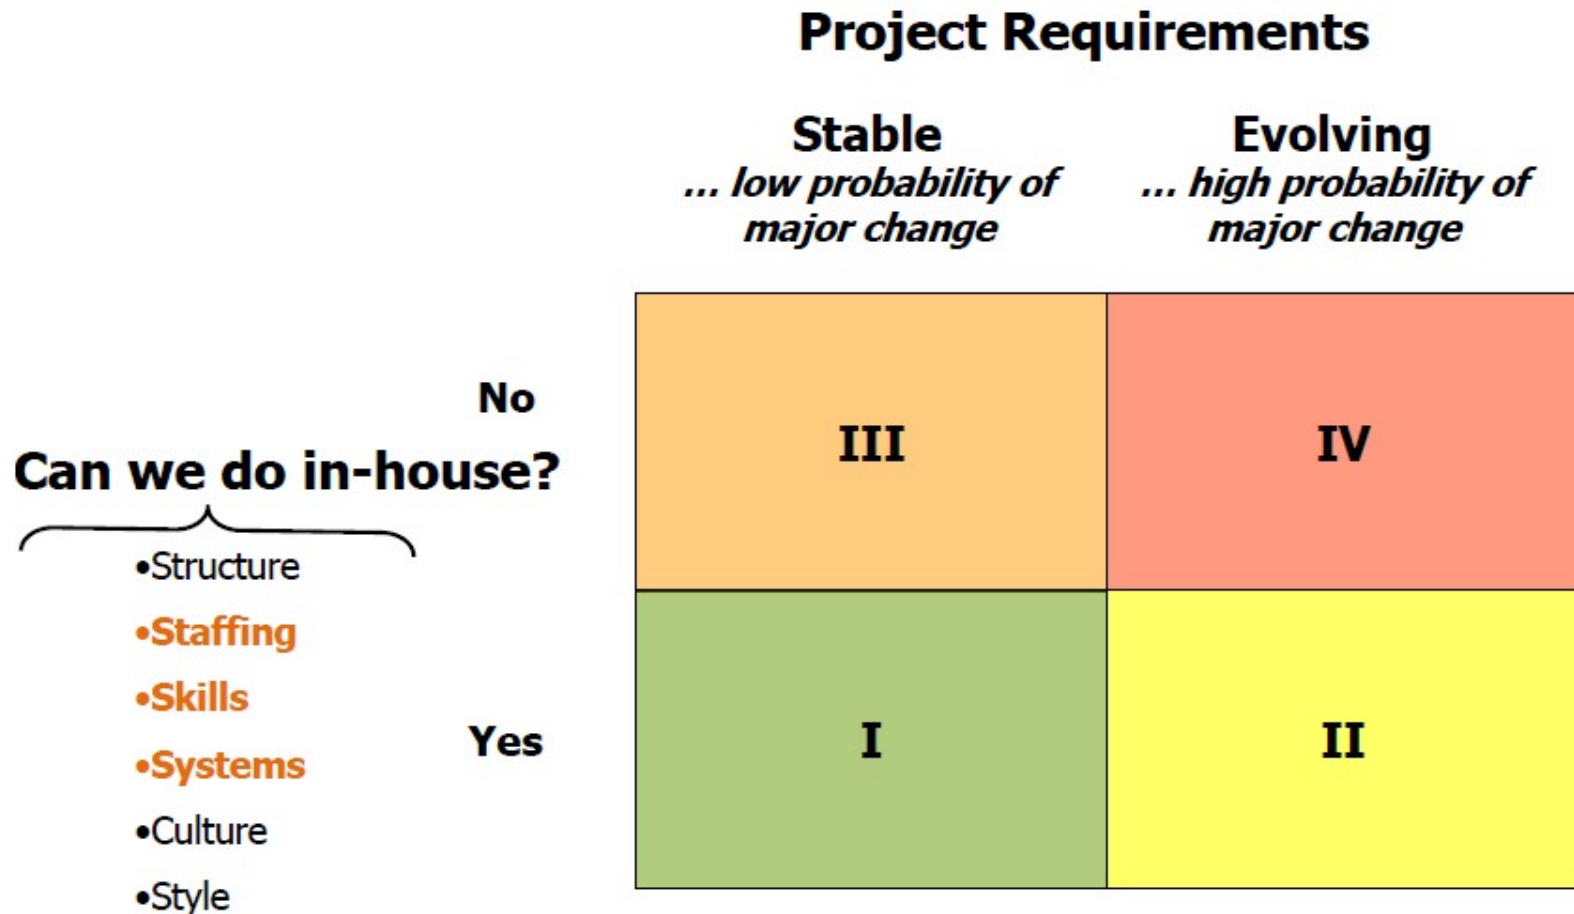 Project Requirements
Stable
... low probability of
major change
Evolving
... high probability of
major change
No
Can we do in-house?
•Structure
•Staffing
•Skills
•Systems
•Culture
•Style
Yes
III
IV
I
II